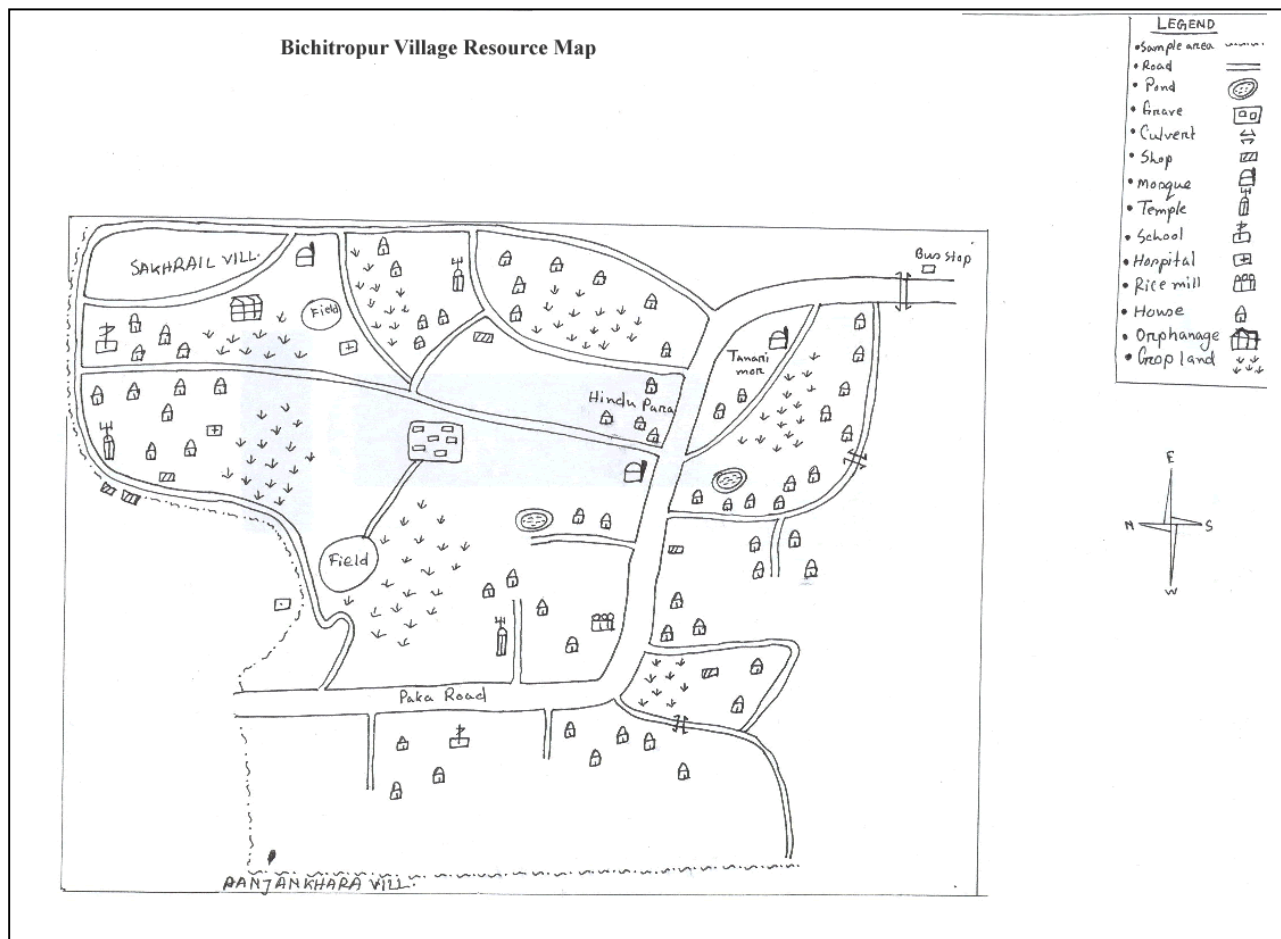 Bichitropur Village Resource Map
LEGEND
• Sample area
• Road
• Pond
• Grave
• Culvert
• Shop
• Mosque
• Temple
• School
• Hospital
• Rice mill
• House
• Orphanage
• Crop land
Bus stop
SAKHRAIL VILL.
Field
Tanari
mor
Hindu Para
Field
Paka Road
E
N
S
W
PANJANKHARA VILL.